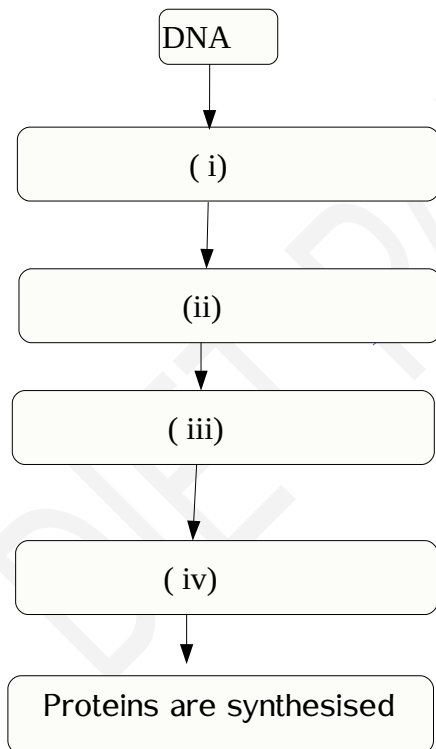 DNA
( i)
(ii)
( iii)
( iv)
Proteins are synthesised